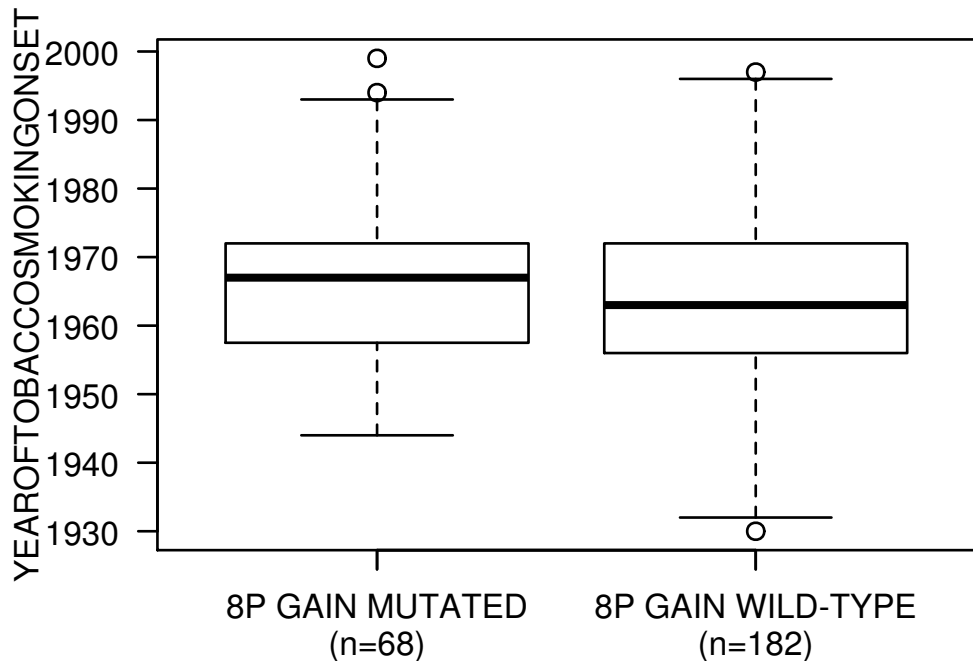 YEAROFTOBACCOSMOKINGONSET
2000
1990
1980
1970
1960
1950
1940
1930
8P GAIN MUTATED
(n=68)
8P GAIN WILD-TYPE
(n=182)